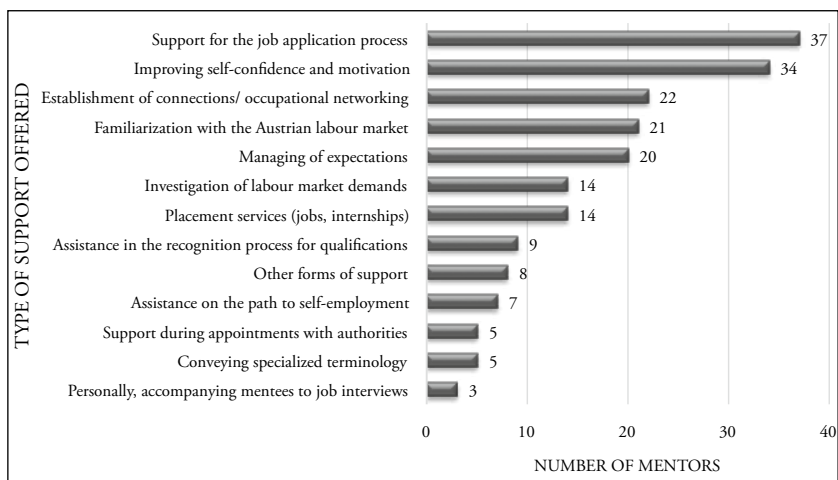 TYPE OF SUPPORT OFFERED
Support for the job application process 37
Improving self-confidence and motivation 34
Establishment of connections/ occupational networking 22
Familiarization with the Austrian labour market 21
Managing of expectations 20
Investigation of labour market demands 14
Placement services (jobs, internships) 14
Assistance in the recognition process for qualifications 9
Other forms of support 8
Assistance on the path to self-employment 7
Support during appointments with authorities 5
Conveying specialized terminology 5
Personally, accompanying mentees to job interviews 3
0 10 20 30 40
NUMBER OF MENTORS